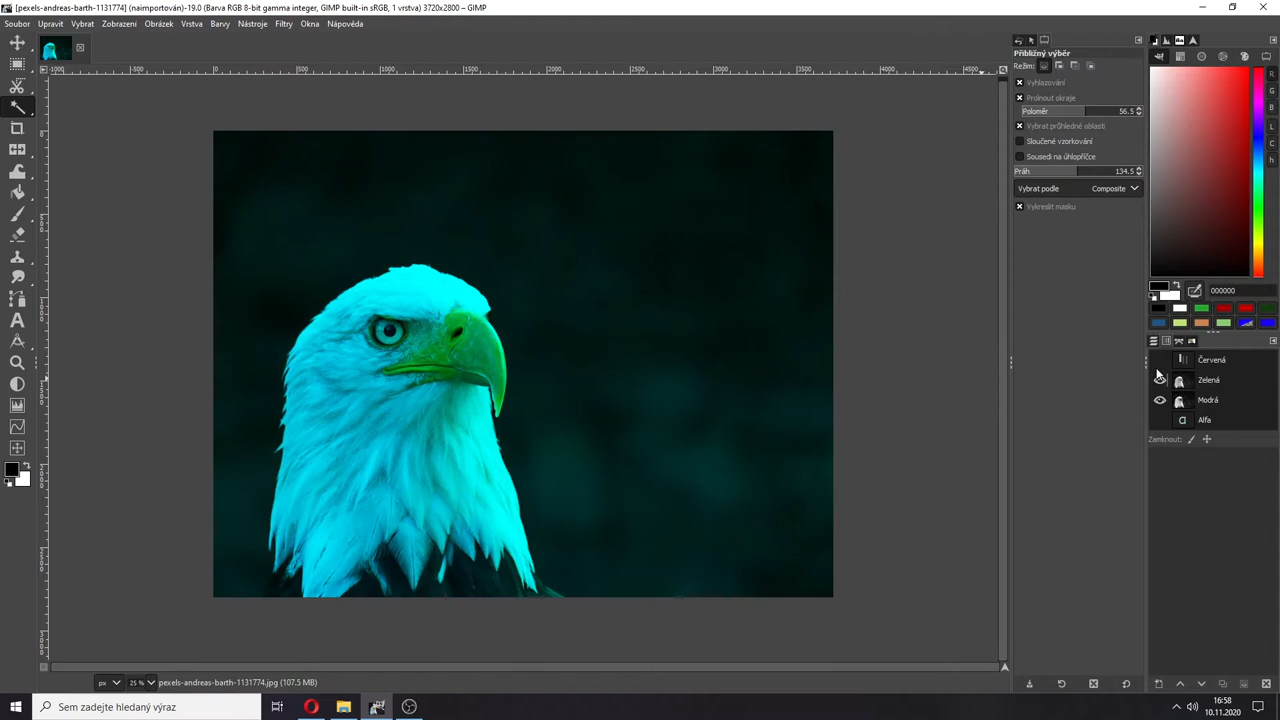 [pexels-andreas-barth-1131774] (naimportován)-19.0 (Barva RGB 8-bit gamma integer, GIMP built-in sRGB, 1 vrstva) 3720x2800 – GIMP
Soubor Úpravit Vybrat Zobrazení Obrázek Vrstva Barvy Nástroje Filtry Okna Nápověda
Přibližný výběr
Režim:
Vyhlazování
Prolnout okraje
Poloměr 56.5
Vybrat průhledné oblasti
Sloučené vzorkování
Sousedi na úhlopříčce
Práh 134.5
Vybrat podle Composite
Vykreslit masku
R
G
B
L
C
h
000000
Červená
Zelená
Modrá
Alfa
Zamknout:
px 25 % pexels-andreas-barth-1131774.jpg (107.5 MB)
Sem zadejte hledaný výraz
16:58
10.11.2020